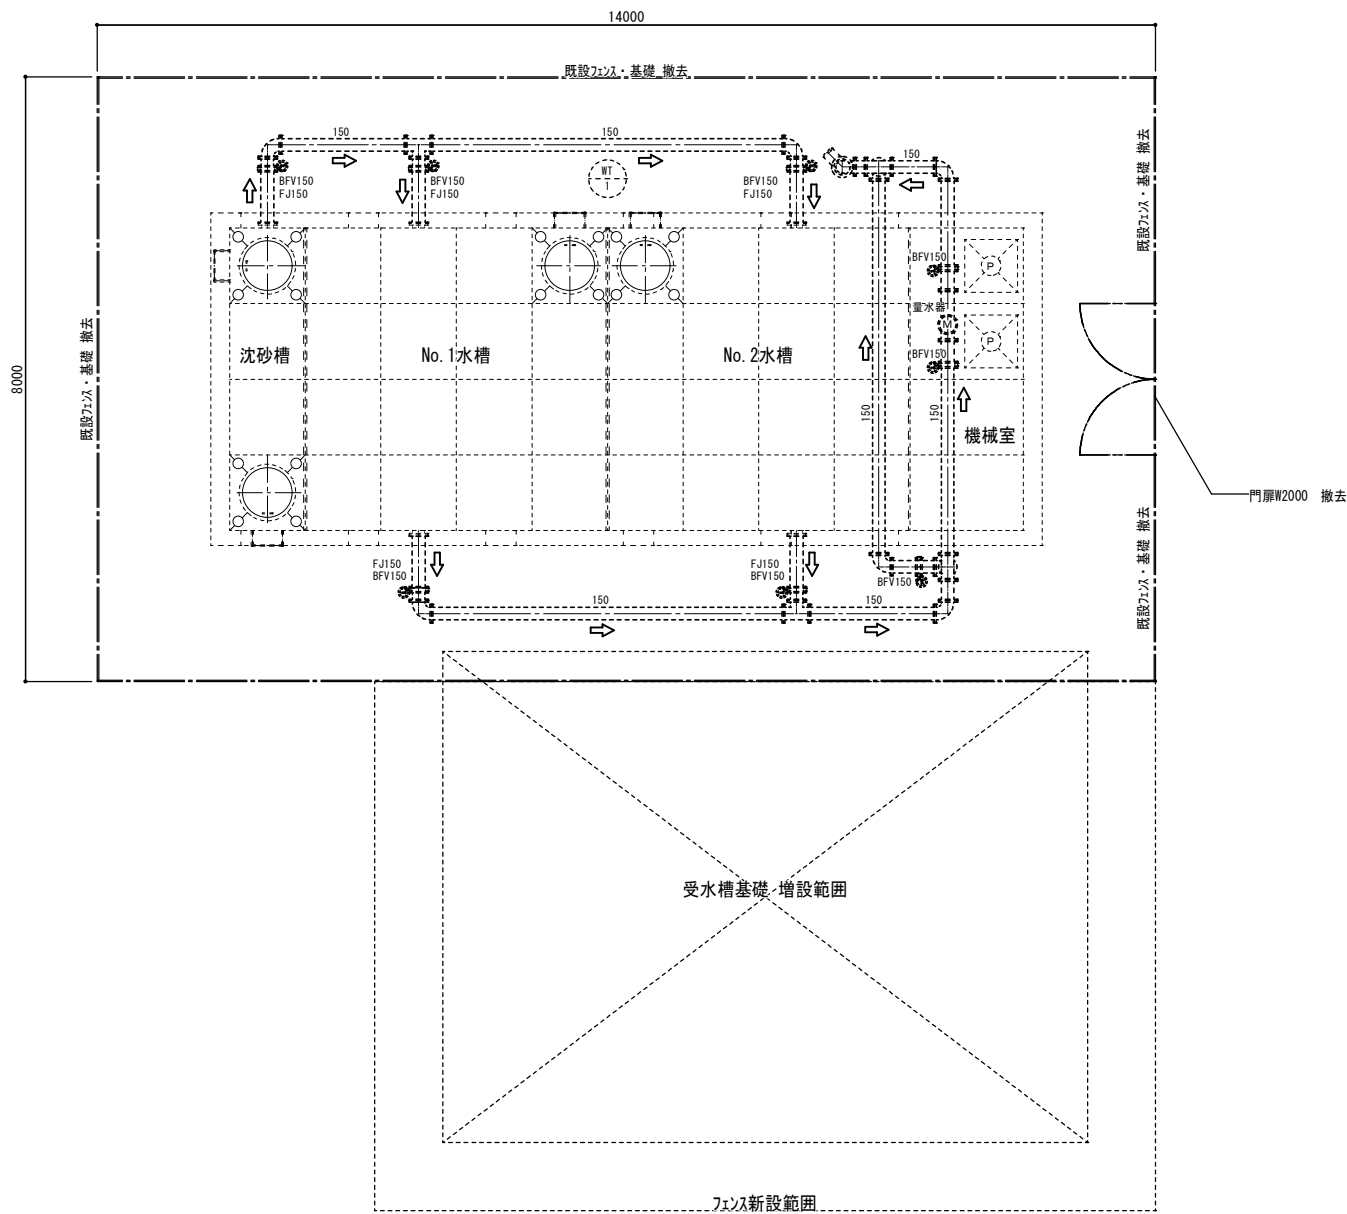 14000
既設フェンス・基礎 撤去
8000
既設フェンス・基礎 撤去
既設フェンス・基礎 撤去
150
150
150
WT
1
BFV150
FJ150
BFV150
FJ150
BFV150
FJ150
BFV150
P
量水器
M
P
BFV150
沈砂槽
No.1水槽
No.2水槽
150
150
機械室
門扉W2000 撤去
既設フェンス・基礎 撤去
FJ150
BFV150
FJ150
BFV150
BFV150
150
150
受水槽基礎 増設範囲
フェンス新設範囲